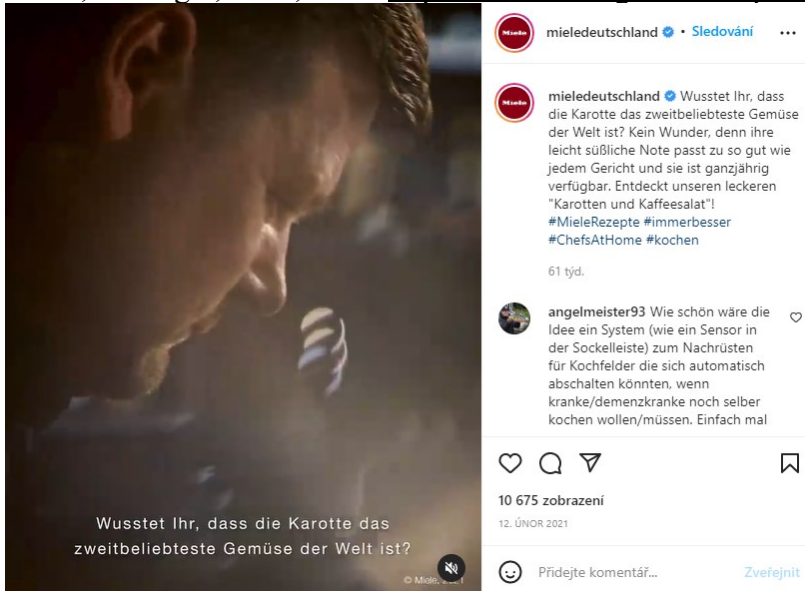 Miele
mieledeutschland • Sledování ...
Miele
mieledeutschland Wusstet Ihr, dass
die Karotte das zweitbeliebteste Gemüse
der Welt ist? Kein Wunder, denn ihre
leicht süßliche Note passt zu so gut wie
jedem Gericht und sie ist ganzjährig
verfügbar. Entdeckt unseren leckeren
"Karotten und Kaffeesalat"!
#MieleRezepte #immerbesser
#ChefsAtHome #kochen
61 týd.
angelmeister93 Wie schön wäre die
Idee ein System (wie ein Sensor in
der Sockelleiste) zum Nachrüsten
für Kochfelder die sich automatisch
abschalten könnten, wenn
kranke/demenzkranke noch selber
kochen wollen/müssen. Einfach mal
10 675 zobrazení
12. ÚNOR 2021
Přidejte komentář... Zveřejnit
Wusstet Ihr, dass die Karotte das
zweitbeliebteste Gemüse der Welt ist?
© Miele, 2021